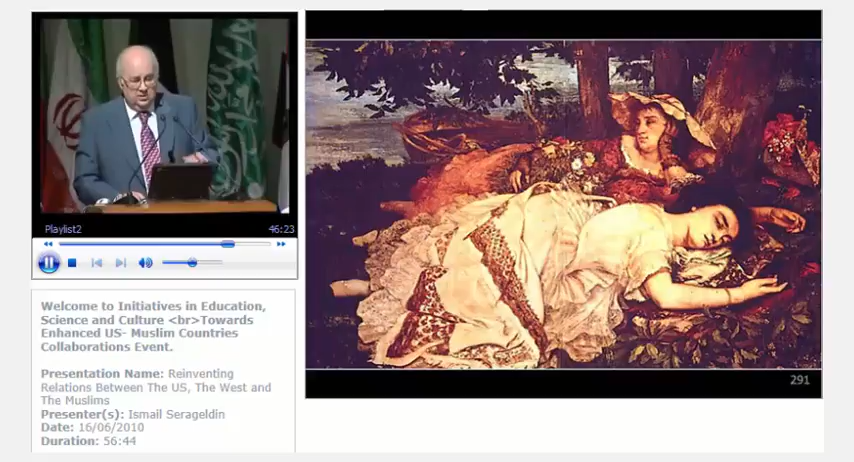 Playlist2 46:23
Welcome to Initiatives in Education,
Science and Culture <br>Towards
Enhanced US- Muslim Countries
Collaborations Event.
Presentation Name: Reinventing
Relations Between The US, The West and
The Muslims
Presenter(s): Ismail Serageldin
Date: 16/06/2010
Duration: 56:44
291